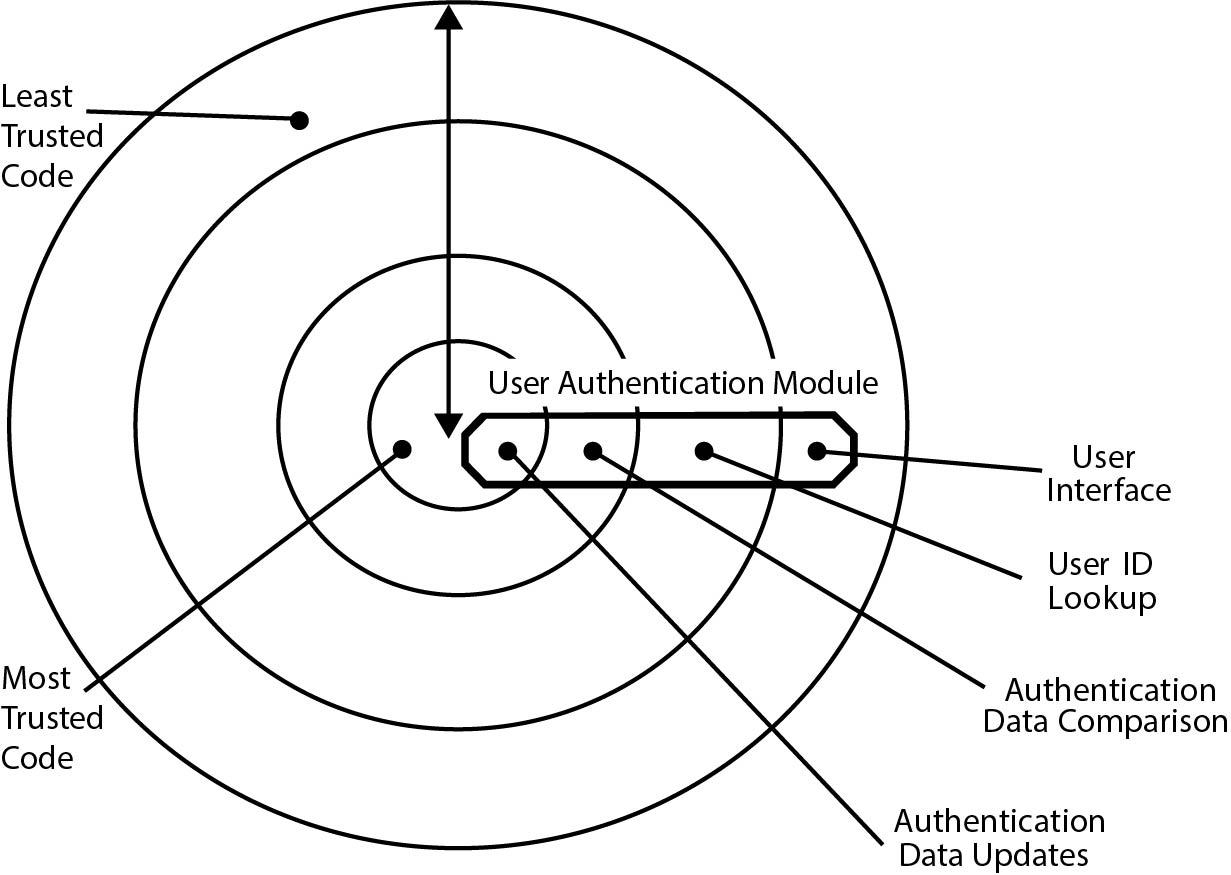 Least
Trusted
Code
User Authentication Module
User
Interface
User ID
Lookup
Most
Trusted
Code
Authentication
Data Comparison
Authentication
Data Updates